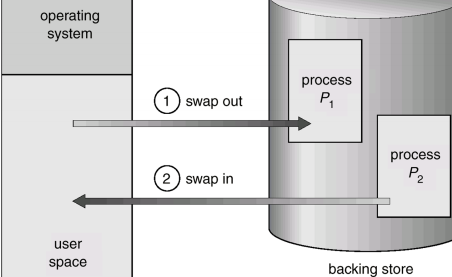 operating
system
process
P1
1 swap out
process
P2
2 swap in
user
space
backing store